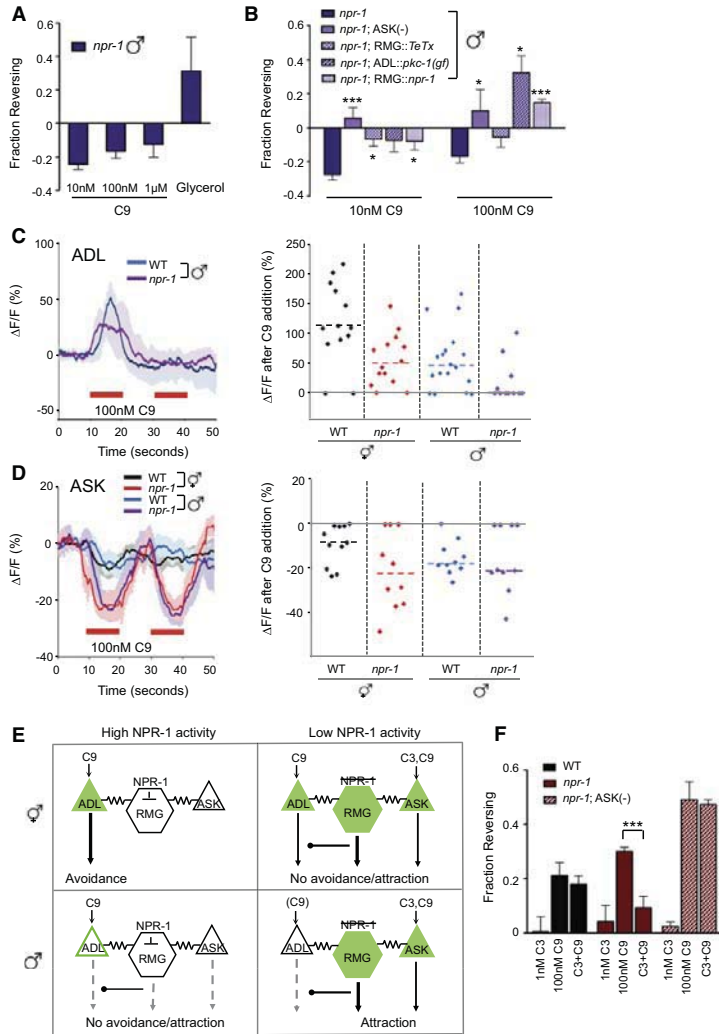 A
npr-1 ♂
Fraction Reversing
0.6
0.4
0.2
0
-0.2
-0.4
10nM
100nM
1µM
Glycerol
C9
B
npr-1
npr-1; ASK(-)
npr-1; RMG::TeTx
npr-1; ADL::pkc-1(gf)
npr-1; RMG::npr-1
♂
Fraction Reversing
0.6
0.4
0.2
0
-0.2
-0.4
***
*
*
*
*
***
10nM C9
100nM C9
C
ADL
WT
npr-1
♂
ΔF/F (%)
100
50
0
-50
100nM C9
0 10 20 30 40 50
Time (seconds)
ΔF/F after C9 addition (%)
250
200
150
100
50
0
WT npr-1 WT npr-1
⚥ ♂
D
ASK
WT
npr-1
⚥
WT
npr-1
♂
ΔF/F (%)
20
0
-20
-40
100nM C9
0 10 20 30 40 50
Time (seconds)
ΔF/F after C9 addition (%)
20
0
-20
-40
WT npr-1 WT npr-1
⚥ ♂
E
High NPR-1 activity
Low NPR-1 activity
⚥
C9
NPR-1
ADL
RMG
ASK
Avoidance
C9
NPR-1
C3,C9
ADL
RMG
ASK
No avoidance/attraction
♂
C9
NPR-1
ADL
RMG
ASK
No avoidance/attraction
(C9)
NPR-1
C3,C9
ADL
RMG
ASK
Attraction
F
WT
npr-1
npr-1; ASK(-)
Fraction Reversing
0.6
0.4
0.2
0
***
1nM C3
100nM C9
C3+C9
1nM C3
100nM C9
C3+C9
1nM C3
100nM C9
C3+C9